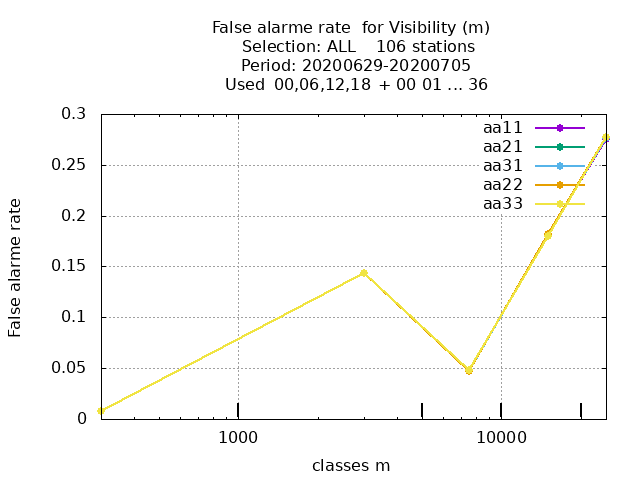 False alarme rate for Visibility (m)
Selection: ALL 106 stations
Period: 20200629-20200705
Used 00,06,12,18 + 00 01 ... 36
0.3
0.25
0.2
0.15
0.1
0.05
0
False alarme rate
aa11
aa21
aa31
aa22
aa33
1000
10000
classes m